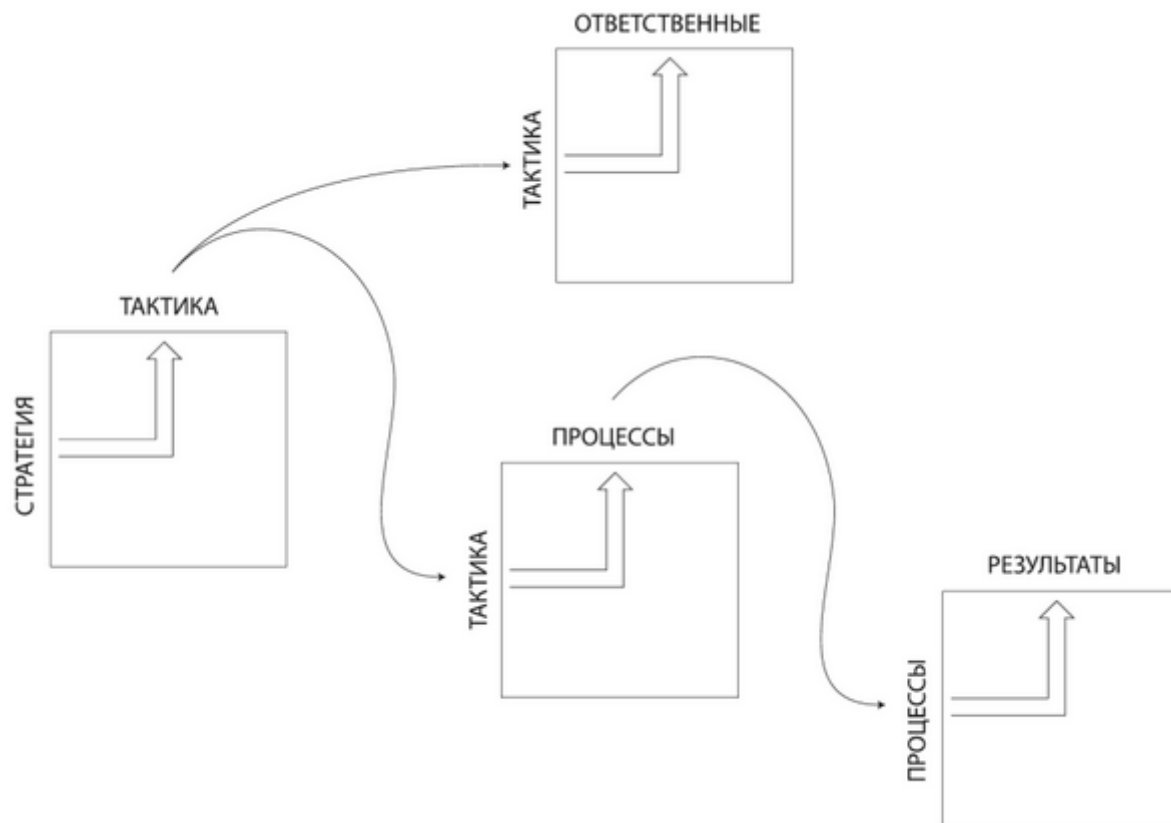 ОТВЕТСТВЕННЫЕ
ТАКТИКА
ТАКТИКА
СТРАТЕГИЯ
ПРОЦЕССЫ
ТАКТИКА
РЕЗУЛЬТАТЫ
ПРОЦЕССЫ